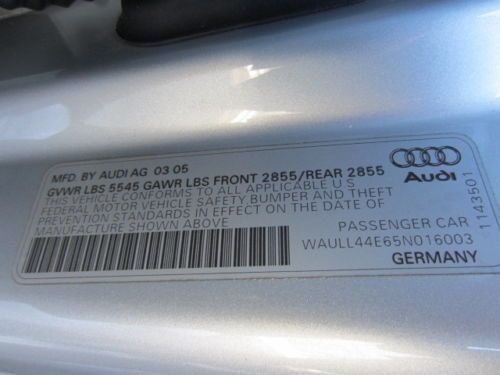 MFD. BY AUDI AG 03 05
GVWR LBS 5545 GAWR LBS FRONT 2855/REAR 2855
THIS VEHICLE CONFORMS TO ALL APPLICABLE U S
FEDERAL MOTOR VEHICLE SAFETY,BUMPER AND THEFT
PREVENTION STANDARDS IN EFFECT ON THE DATE OF
MANUFACTURE SHOWN ABOVE
Audi
PASSENGER CAR
WAULL44E65N016003
GERMANY
1143501